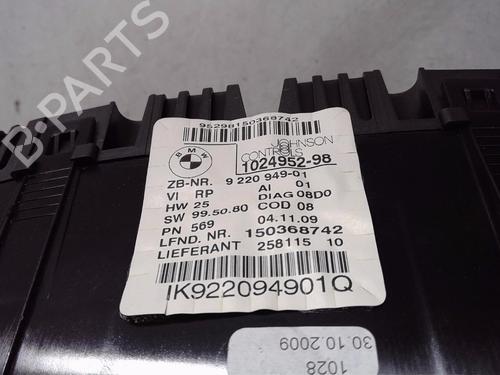 B-PARTS
95298150368742
BMW
JOHNSON
CONTROLS
1024952-98
ZB-NR. 9 220 949-01
VI RP AI 01
HW 25 DIAG 08D0
SW 99.50.80 COD 08
PN 569 04.11.09
LFND. NR. 150368742
LIEFERANT 258115 10
IK922094901Q
1028
30.10.2009